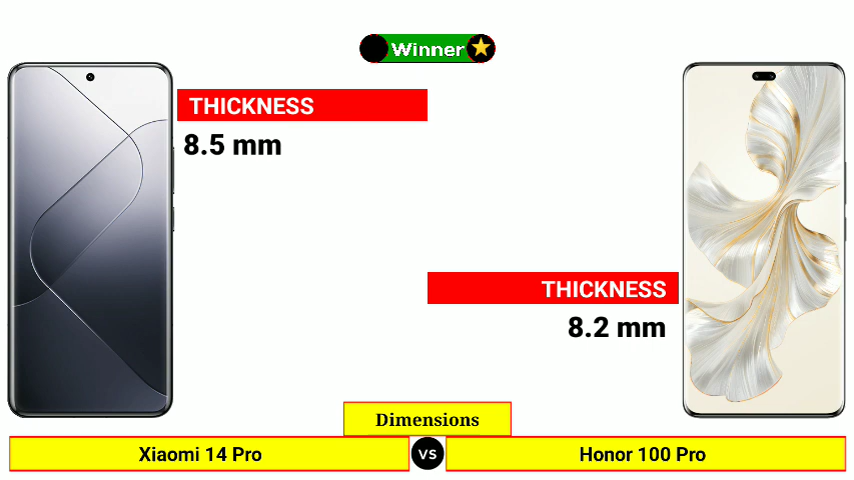 Winner
THICKNESS
8.5 mm
THICKNESS
8.2 mm
Dimensions
Xiaomi 14 Pro
VS
Honor 100 Pro